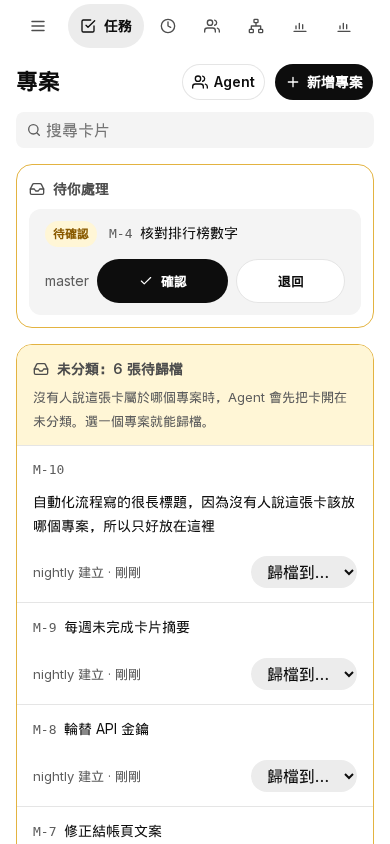 任務
專案
Agent
新增專案
搜尋卡片
待你處理
待確認 M-4 核對排行榜數字
master 確認 退回
未分類：6 張待歸檔
沒有人說這張卡屬於哪個專案時，Agent 會先把卡開在
未分類。選一個專案就能歸檔。
M-10
自動化流程寫的很長標題，因為沒有人說這張卡該放
哪個專案，所以只好放在這裡
nightly 建立 · 剛剛 歸檔到…
M-9 每週未完成卡片摘要
nightly 建立 · 剛剛 歸檔到…
M-8 輪替 API 金鑰
nightly 建立 · 剛剛 歸檔到…
M-7 修正結帳頁文案